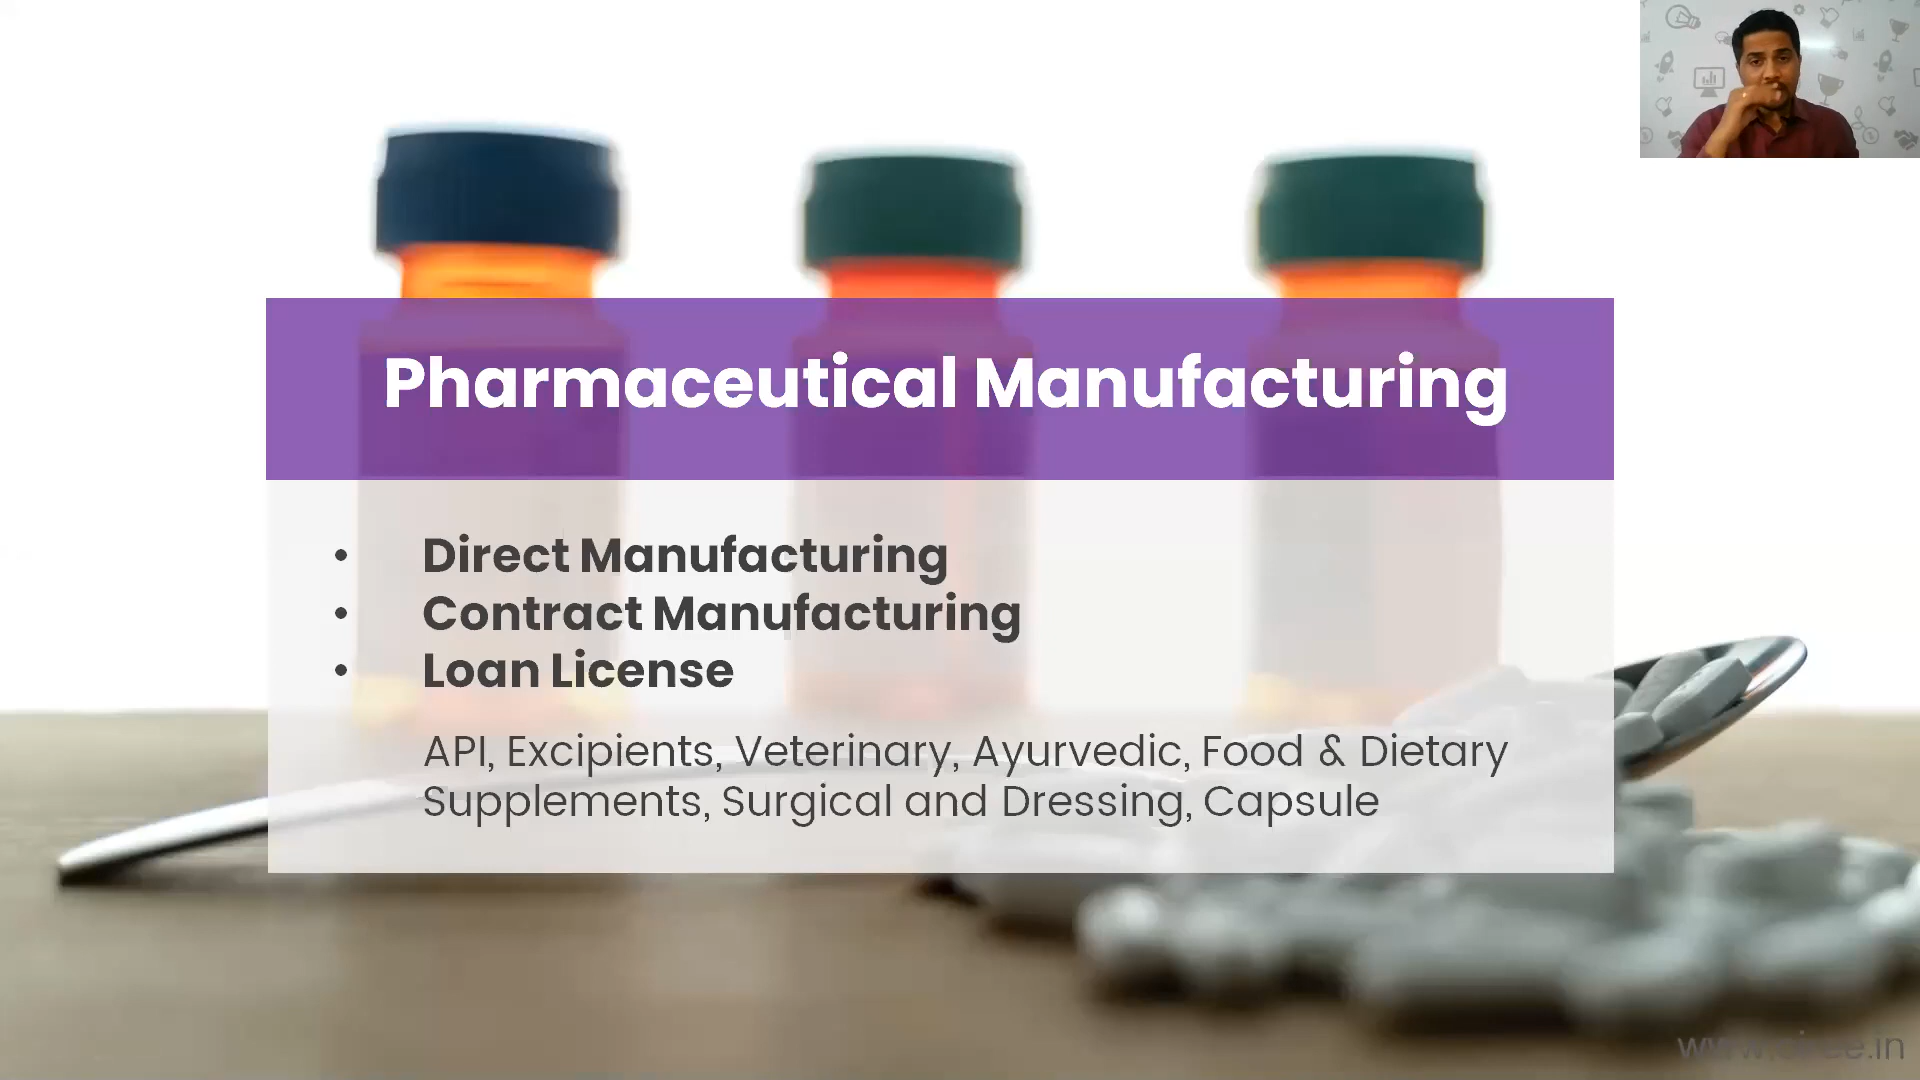 Pharmaceutical Manufacturing
• Direct Manufacturing
• Contract Manufacturing
• Loan License
API, Excipients, Veterinary, Ayurvedic, Food & Dietary
Supplements, Surgical and Dressing, Capsule